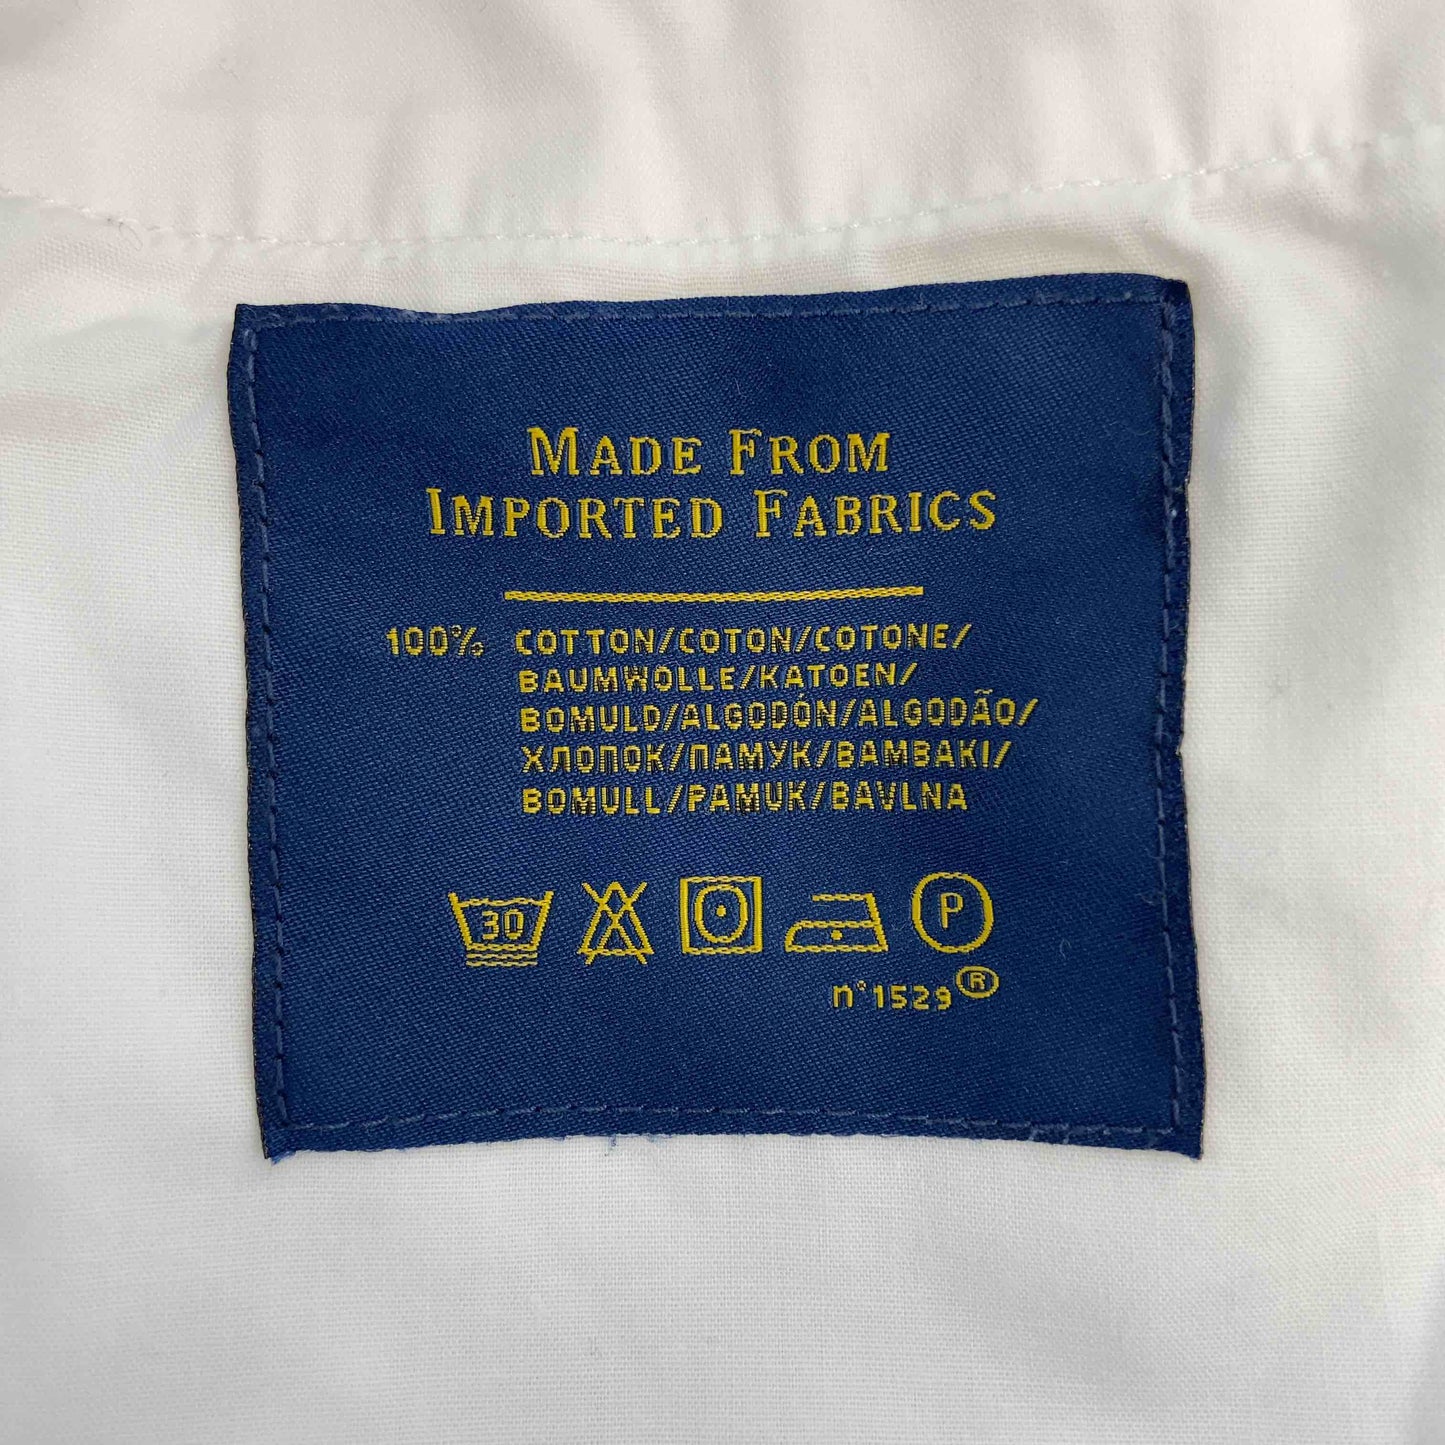 MADE FROM
IMPORTED FABRICS
100% COTTON/COTON/COTONE/
BAUMWOLLE/KATOEN/
BOMULD/ALGODÓN/ALGODÃO/
ХЛОПОК/ПАМУК/BAMBAKI/
BOMULL/PAMUK/BAVLNA
30 P
n°1529®